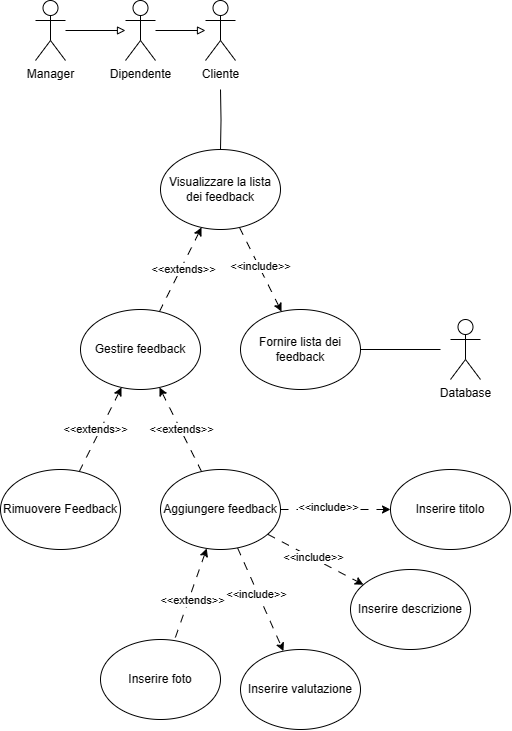 Manager
Dipendente
Cliente
Visualizzare la lista
dei feedback
<<extends>>
<<include>>
Gestire feedback
Fornire lista dei
feedback
Database
<<extends>>
<<extends>>
Rimuovere Feedback
Aggiungere feedback
<<include>>
Inserire titolo
<<include>>
<<extends>>
<<include>>
Inserire descrizione
Inserire foto
Inserire valutazione